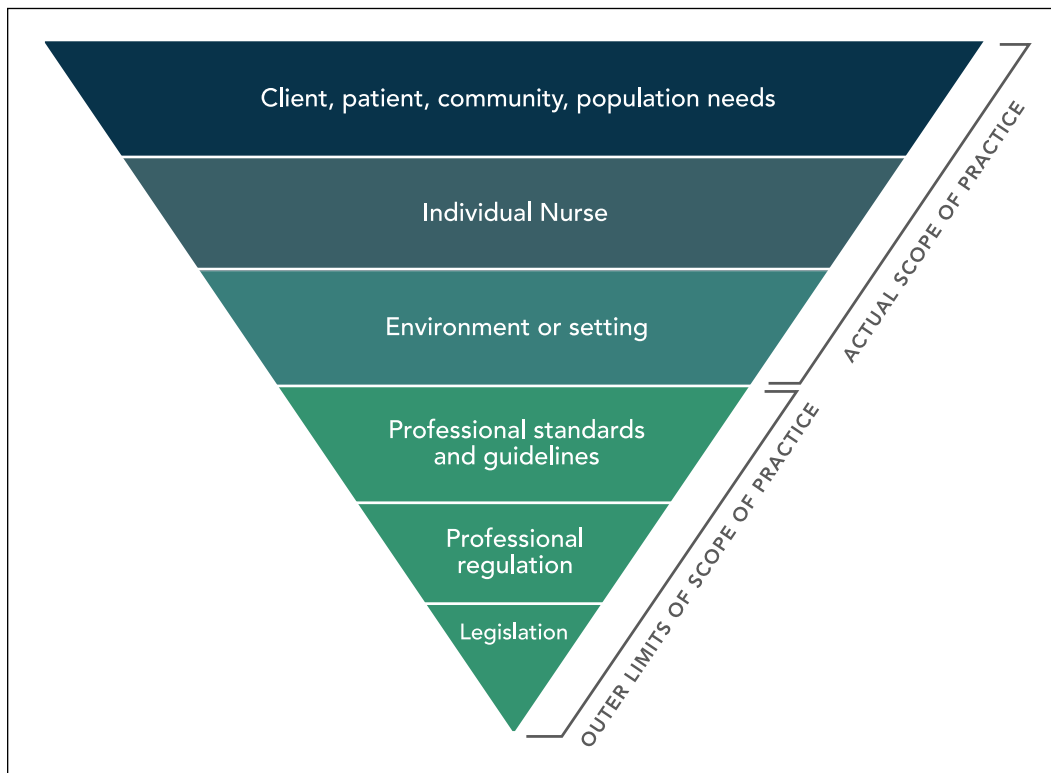 Client, patient, community, population needs
Individual Nurse
Environment or setting
Professional standards
and guidelines
Professional
regulation
Legislation
ACTUAL SCOPE OF PRACTICE
OUTER LIMITS OF SCOPE OF PRACTICE